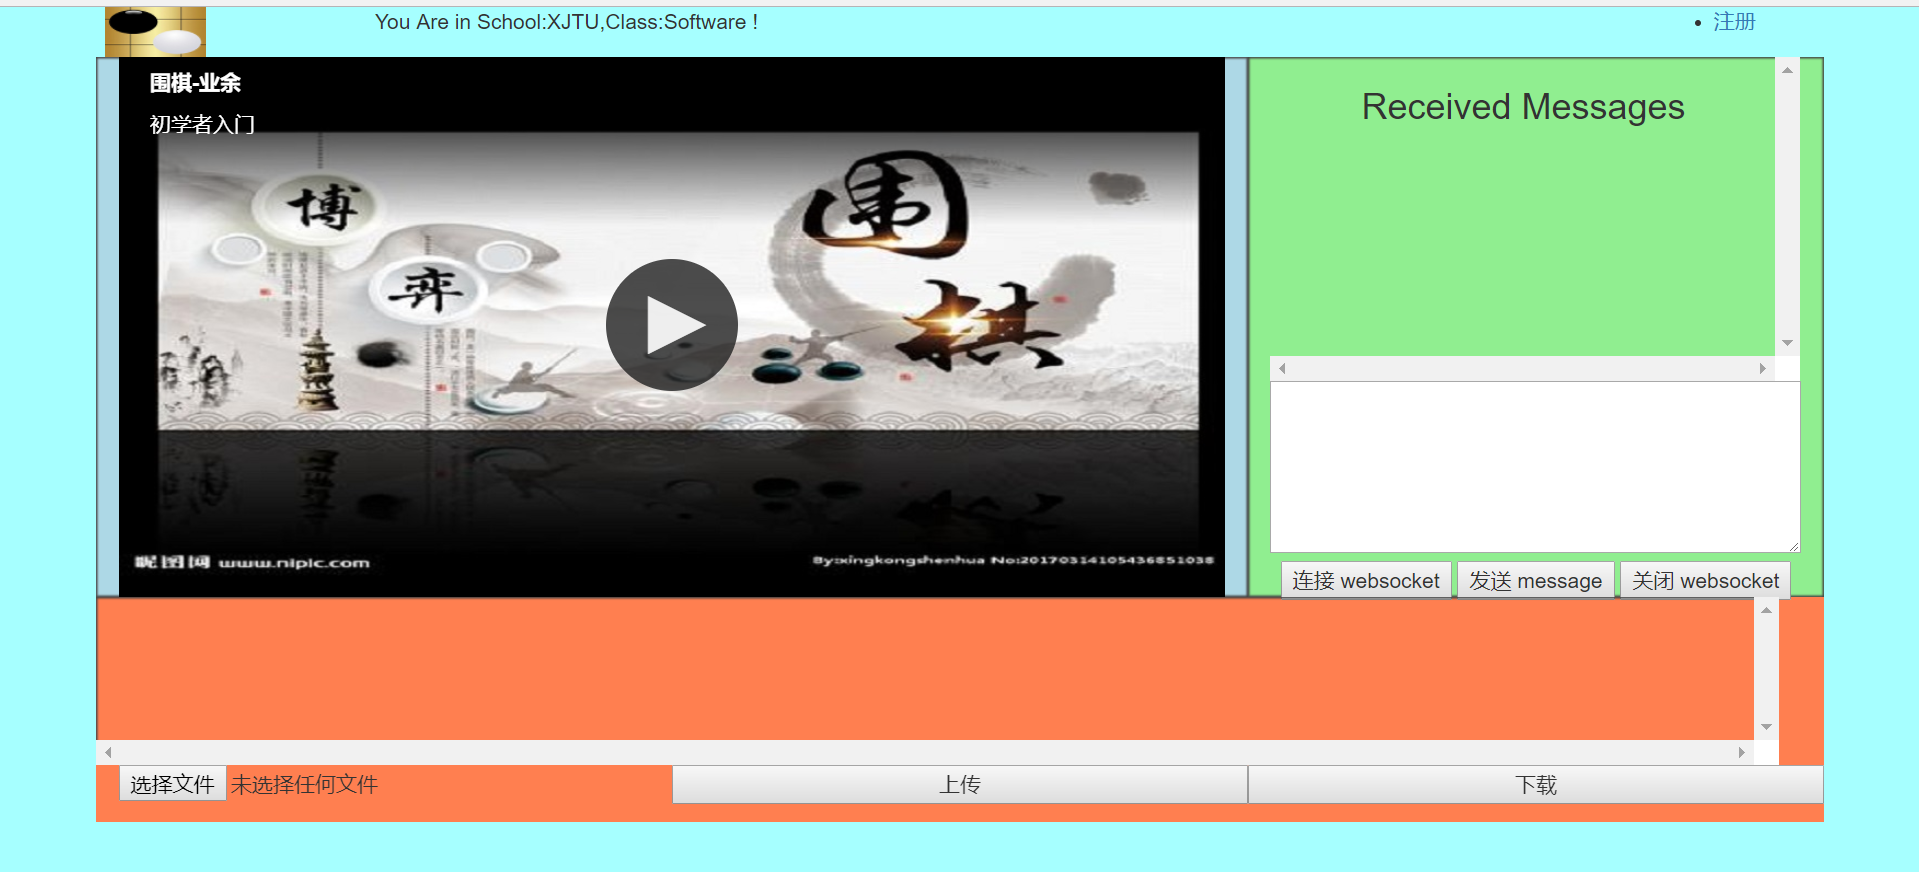 You Are in School:XJTU,Class:Software !
注册
围棋-业余
初学者入门
博
弈
围
棋
昵图网 www.nipic.com
By:xingkongshenhua No:20170314105436851038
Received Messages
连接 websocket
发送 message
关闭 websocket
选择文件 未选择任何文件
上传
下载